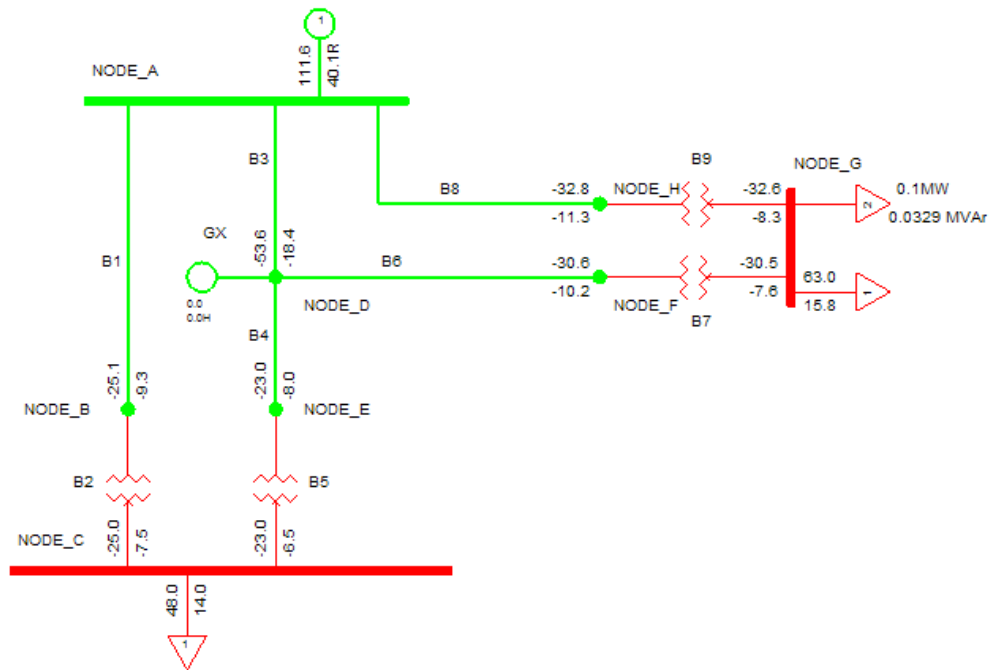 1
111.6
40.1R
NODE_A
B3
B9
NODE_G
B8
-32.8
NODE_H
-32.6
2
0.1MW
-11.3
-8.3
0.0329 MVAr
GX
-53.6
-18.4
B1
B6
-30.6
-30.5
63.0
1
0.0
0.0H
NODE_D
-10.2
NODE_F
-7.6
15.8
B4
B7
-25.1
-9.3
-23.0
-8.0
NODE_B
NODE_E
B2
B5
-25.0
-7.5
-23.0
-6.5
NODE_C
48.0
14.0
1